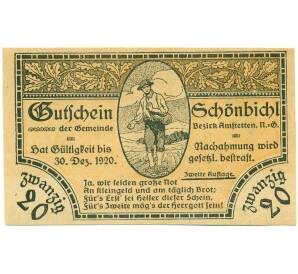 Gutschein
der Gemeinde
Schönbichl
Bezirk Amstetten, N.-Ö.
Hat Gültigkeit bis
30. Dez. 1920.
Nachahmung wird
gesetzl. bestraft.
Zweite Auflage.
zwanzig
20
zwanzig
20
Ja, wir leiden große Not
An Kleingeld und am täglich Brot;
Für's Erst' sei Heller dieser Schein,
Für's Zweite mög's der Herrgott sein!